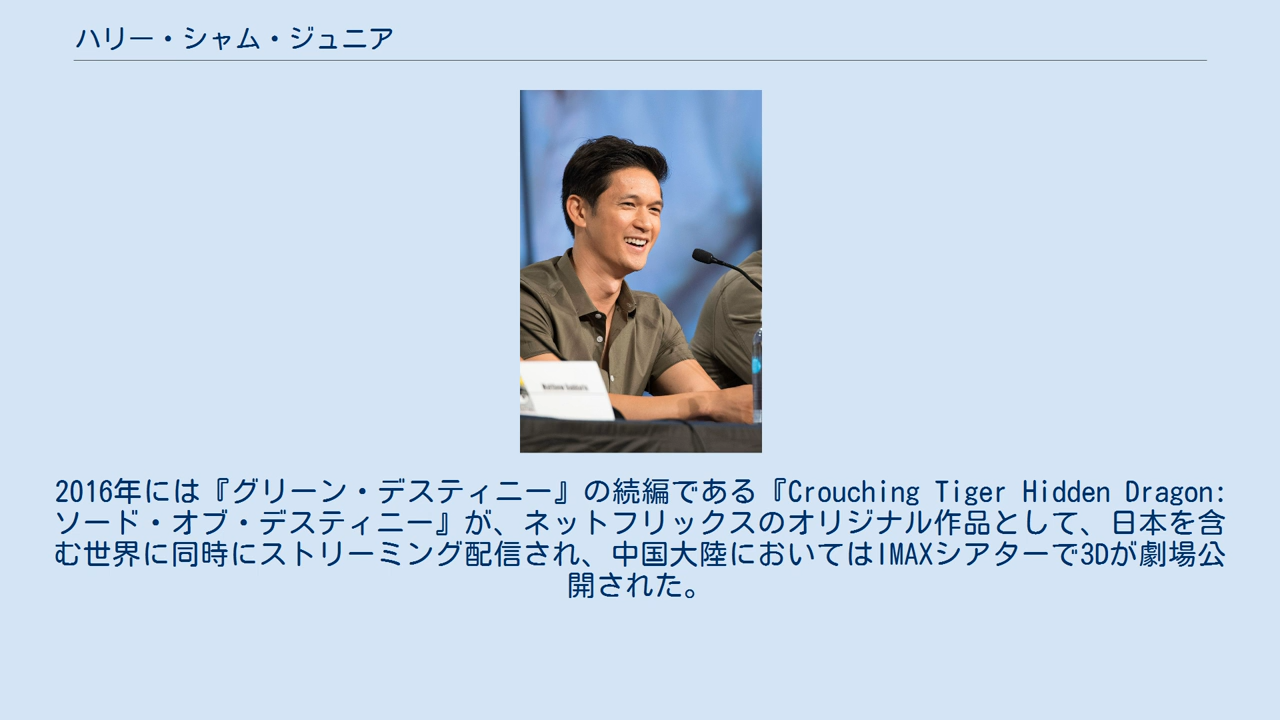 ハリー・シャム・ジュニア
2016年には『グリーン・デスティニー』の続編である『Crouching Tiger Hidden Dragon:
ソード・オブ・デスティニー』が、ネットフリックスのオリジナル作品として、日本を含
む世界に同時にストリーミング配信され、中国大陸においてはIMAXシアターで3Dが劇場公
開された。